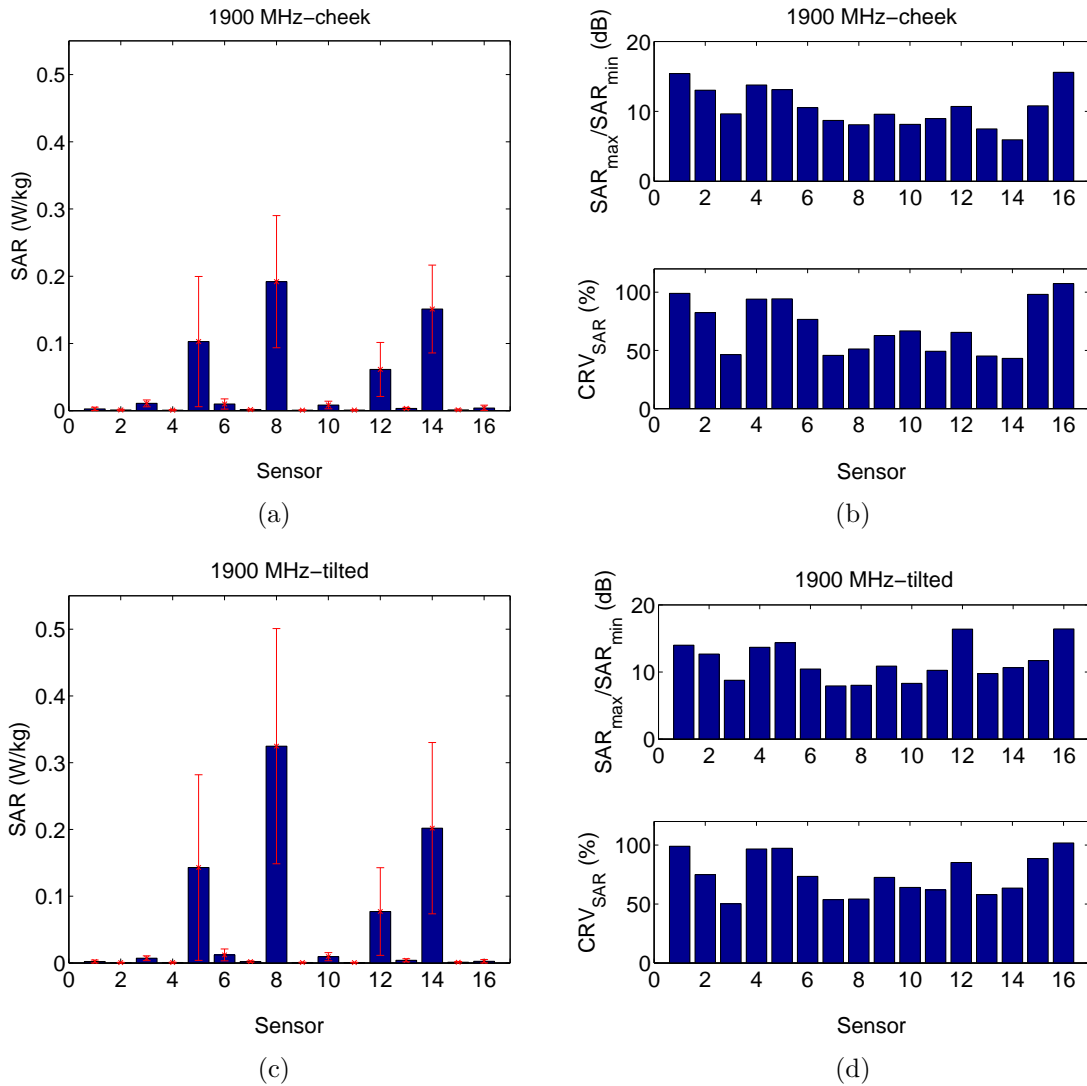 1900 MHz−cheek
SAR (W/kg)
0.5
0.4
0.3
0.2
0.1
0
0 2 4 6 8 10 12 14 16
Sensor
(a)
1900 MHz−cheek
SARmax/SARmin (dB)
20
10
0
0 2 4 6 8 10 12 14 16
CRVSAR (%)
100
50
0
0 2 4 6 8 10 12 14 16
Sensor
(b)
1900 MHz−tilted
SAR (W/kg)
0.5
0.4
0.3
0.2
0.1
0
0 2 4 6 8 10 12 14 16
Sensor
(c)
1900 MHz−tilted
SARmax/SARmin (dB)
20
10
0
0 2 4 6 8 10 12 14 16
CRVSAR (%)
100
50
0
0 2 4 6 8 10 12 14 16
Sensor
(d)